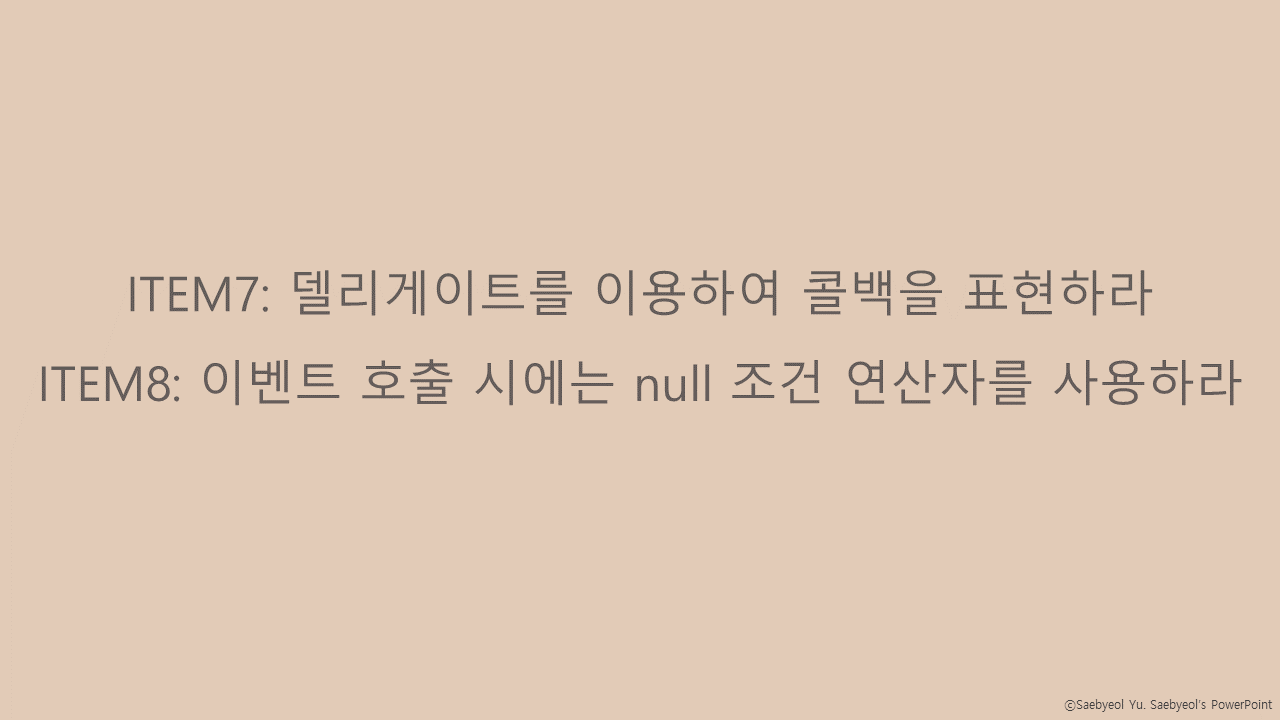 ITEM7: 델리게이트를 이용하여 콜백을 표현하라
ITEM8: 이벤트 호출 시에는 null 조건 연산자를 사용하라
ⓒSaebyeol Yu. Saebyeol's PowerPoint